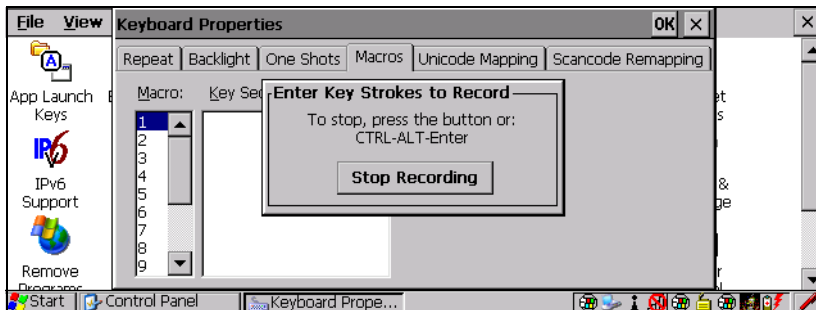 File View
Keyboard Properties
OK
Repeat
Backlight
One Shots
Macros
Unicode Mapping
Scancode Remapping
App Launch
Keys
IPv6
Support
Remove
Programs
Macro:
1
2
3
4
5
6
7
8
9
Key
Enter Key Strokes to Record
To stop, press the button or:
CTRL-ALT-Enter
Stop Recording
&
Start
Control Panel
Keyboard Prope...